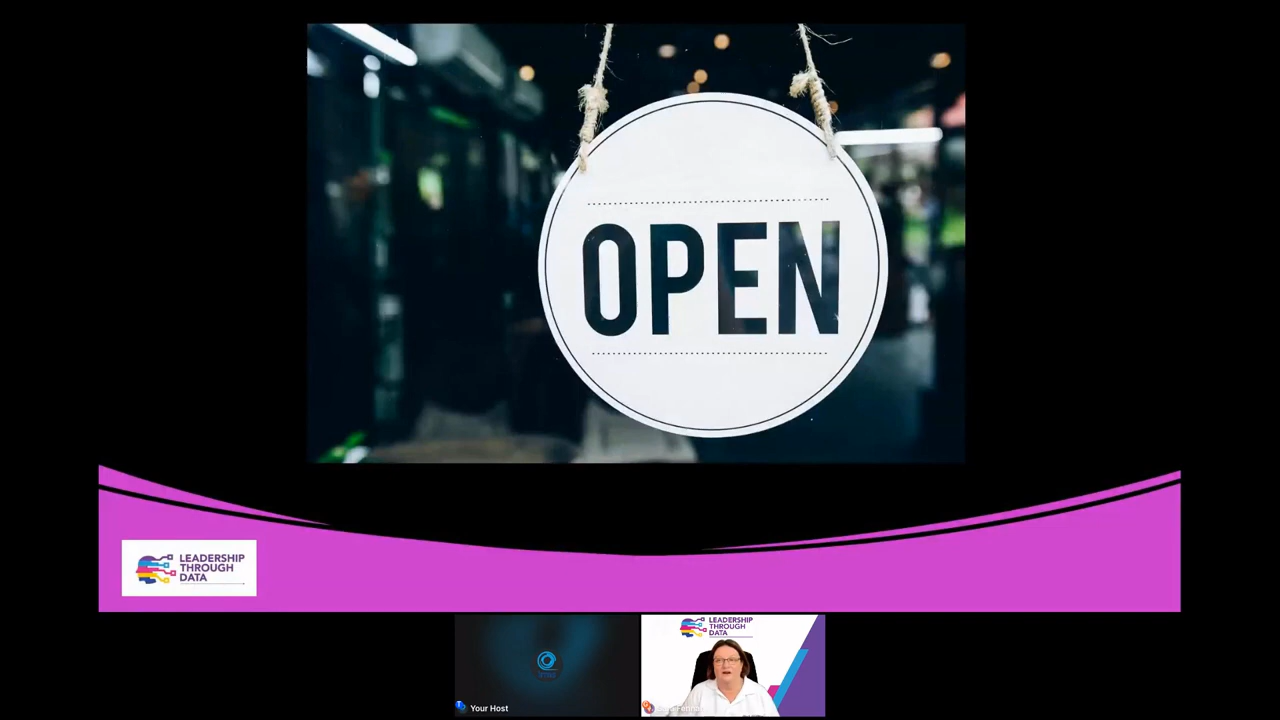 OPEN
LEADERSHIP
THROUGH
DATA
Your Host
LEADERSHIP
THROUGH
DATA